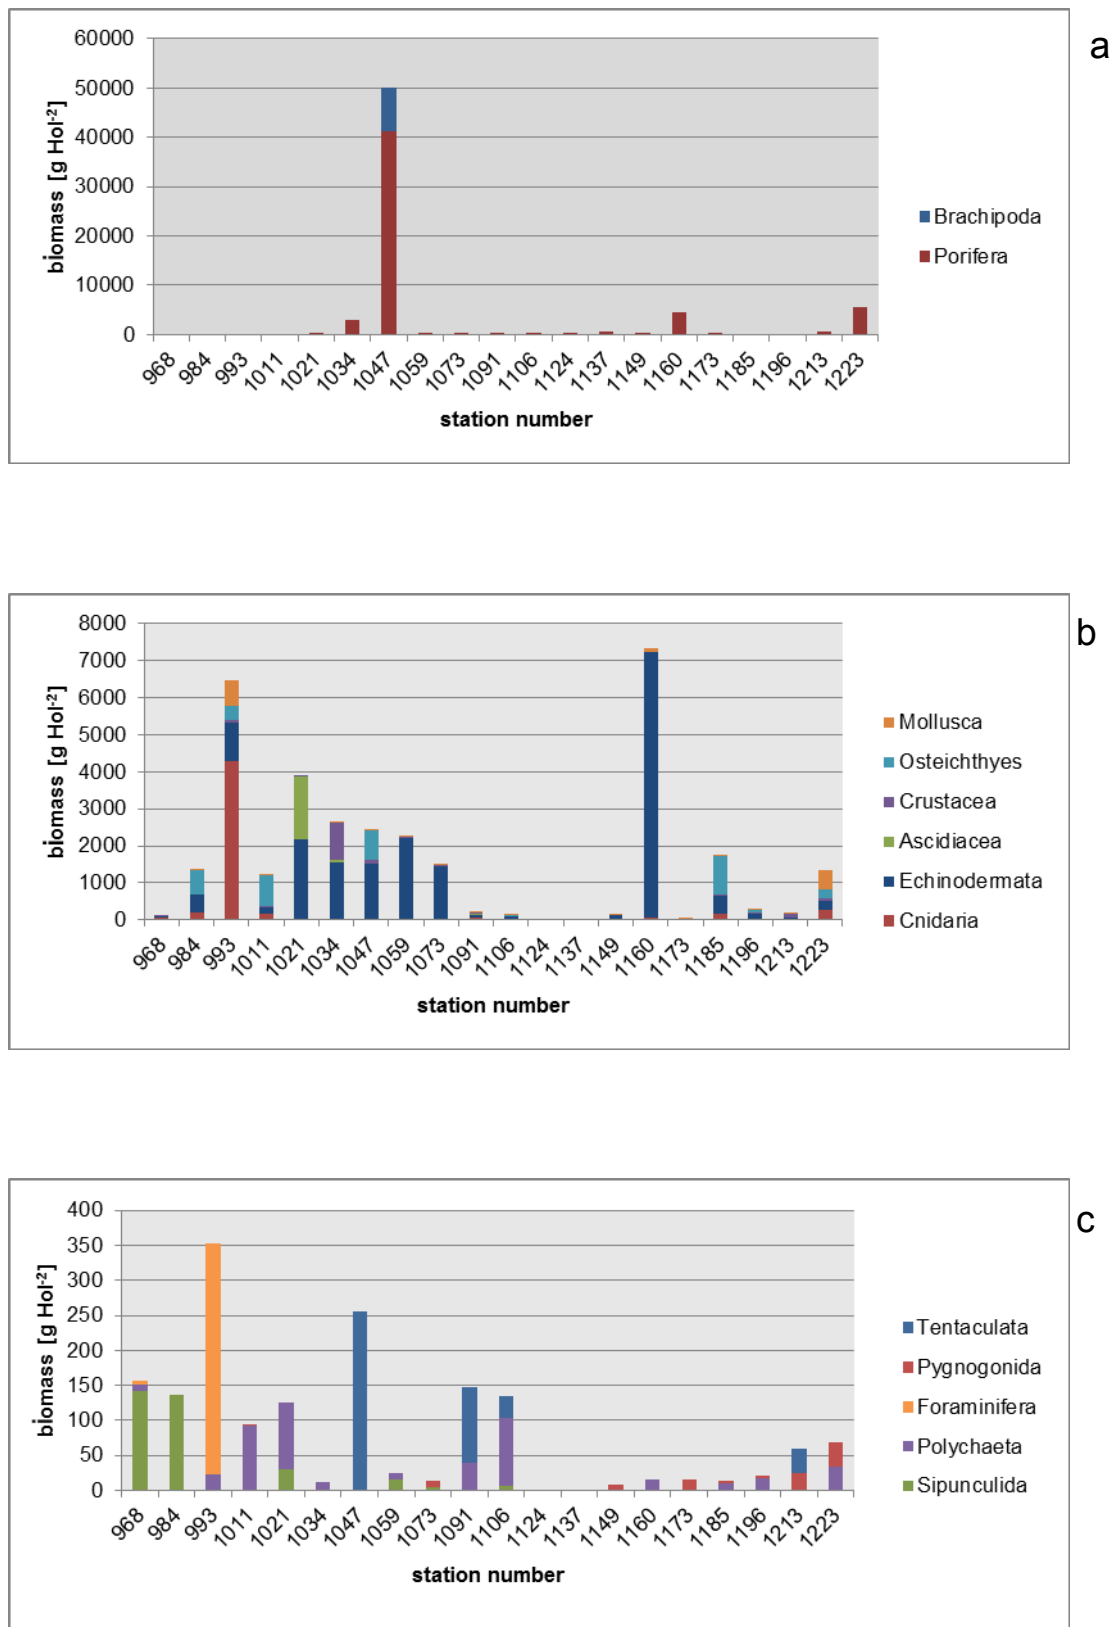 a
60000
50000
40000
30000
20000
10000
0
biomass [g Hol-2]
968 984 993 1011 1021 1034 1047 1059 1073 1091 1106 1124 1137 1149 1160 1173 1185 1196 1213 1223
station number
Brachipoda
Porifera
b
8000
7000
6000
5000
4000
3000
2000
1000
0
biomass [g Hol-2]
968 984 993 1011 1021 1034 1047 1059 1073 1091 1106 1124 1137 1149 1160 1173 1185 1196 1213 1223
station number
Mollusca
Osteichthyes
Crustacea
Ascidiacea
Echinodermata
Cnidaria
c
400
350
300
250
200
150
100
50
0
biomass [g Hol-2]
968 984 993 1011 1021 1034 1047 1059 1073 1091 1106 1124 1137 1149 1160 1173 1185 1196 1213 1223
station number
Tentaculata
Pygnogonida
Foraminifera
Polychaeta
Sipunculida